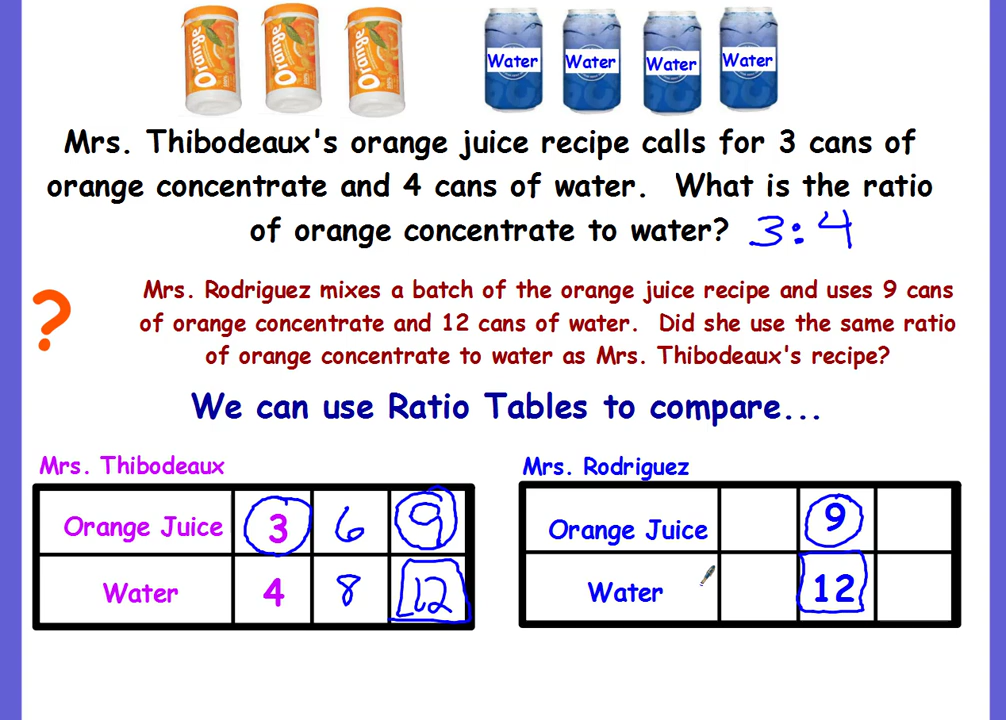 Orange Orange Orange
Water Water Water Water
Mrs. Thibodeaux's orange juice recipe calls for 3 cans of
orange concentrate and 4 cans of water. What is the ratio
of orange concentrate to water? 3:4
? Mrs. Rodriguez mixes a batch of the orange juice recipe and uses 9 cans
of orange concentrate and 12 cans of water. Did she use the same ratio
of orange concentrate to water as Mrs. Thibodeaux's recipe?
We can use Ratio Tables to compare...
Mrs. Thibodeaux
Orange Juice 3 6 9
Water 4 8 12
Mrs. Rodriguez
Orange Juice 9
Water 12